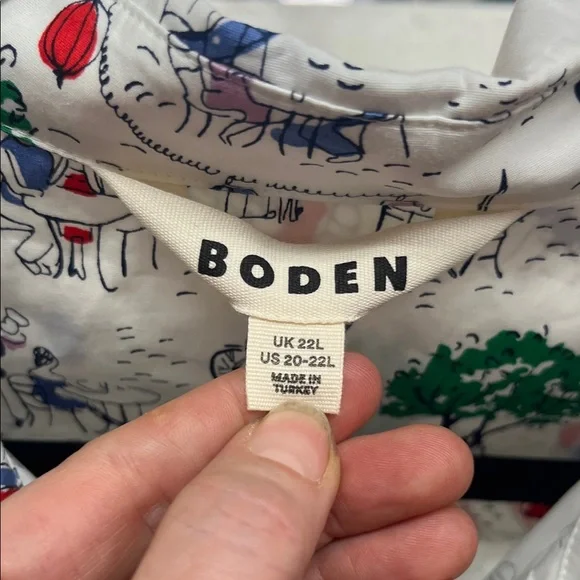 BODEN
UK 22L
US 20-22L
MADE IN
TURKEY